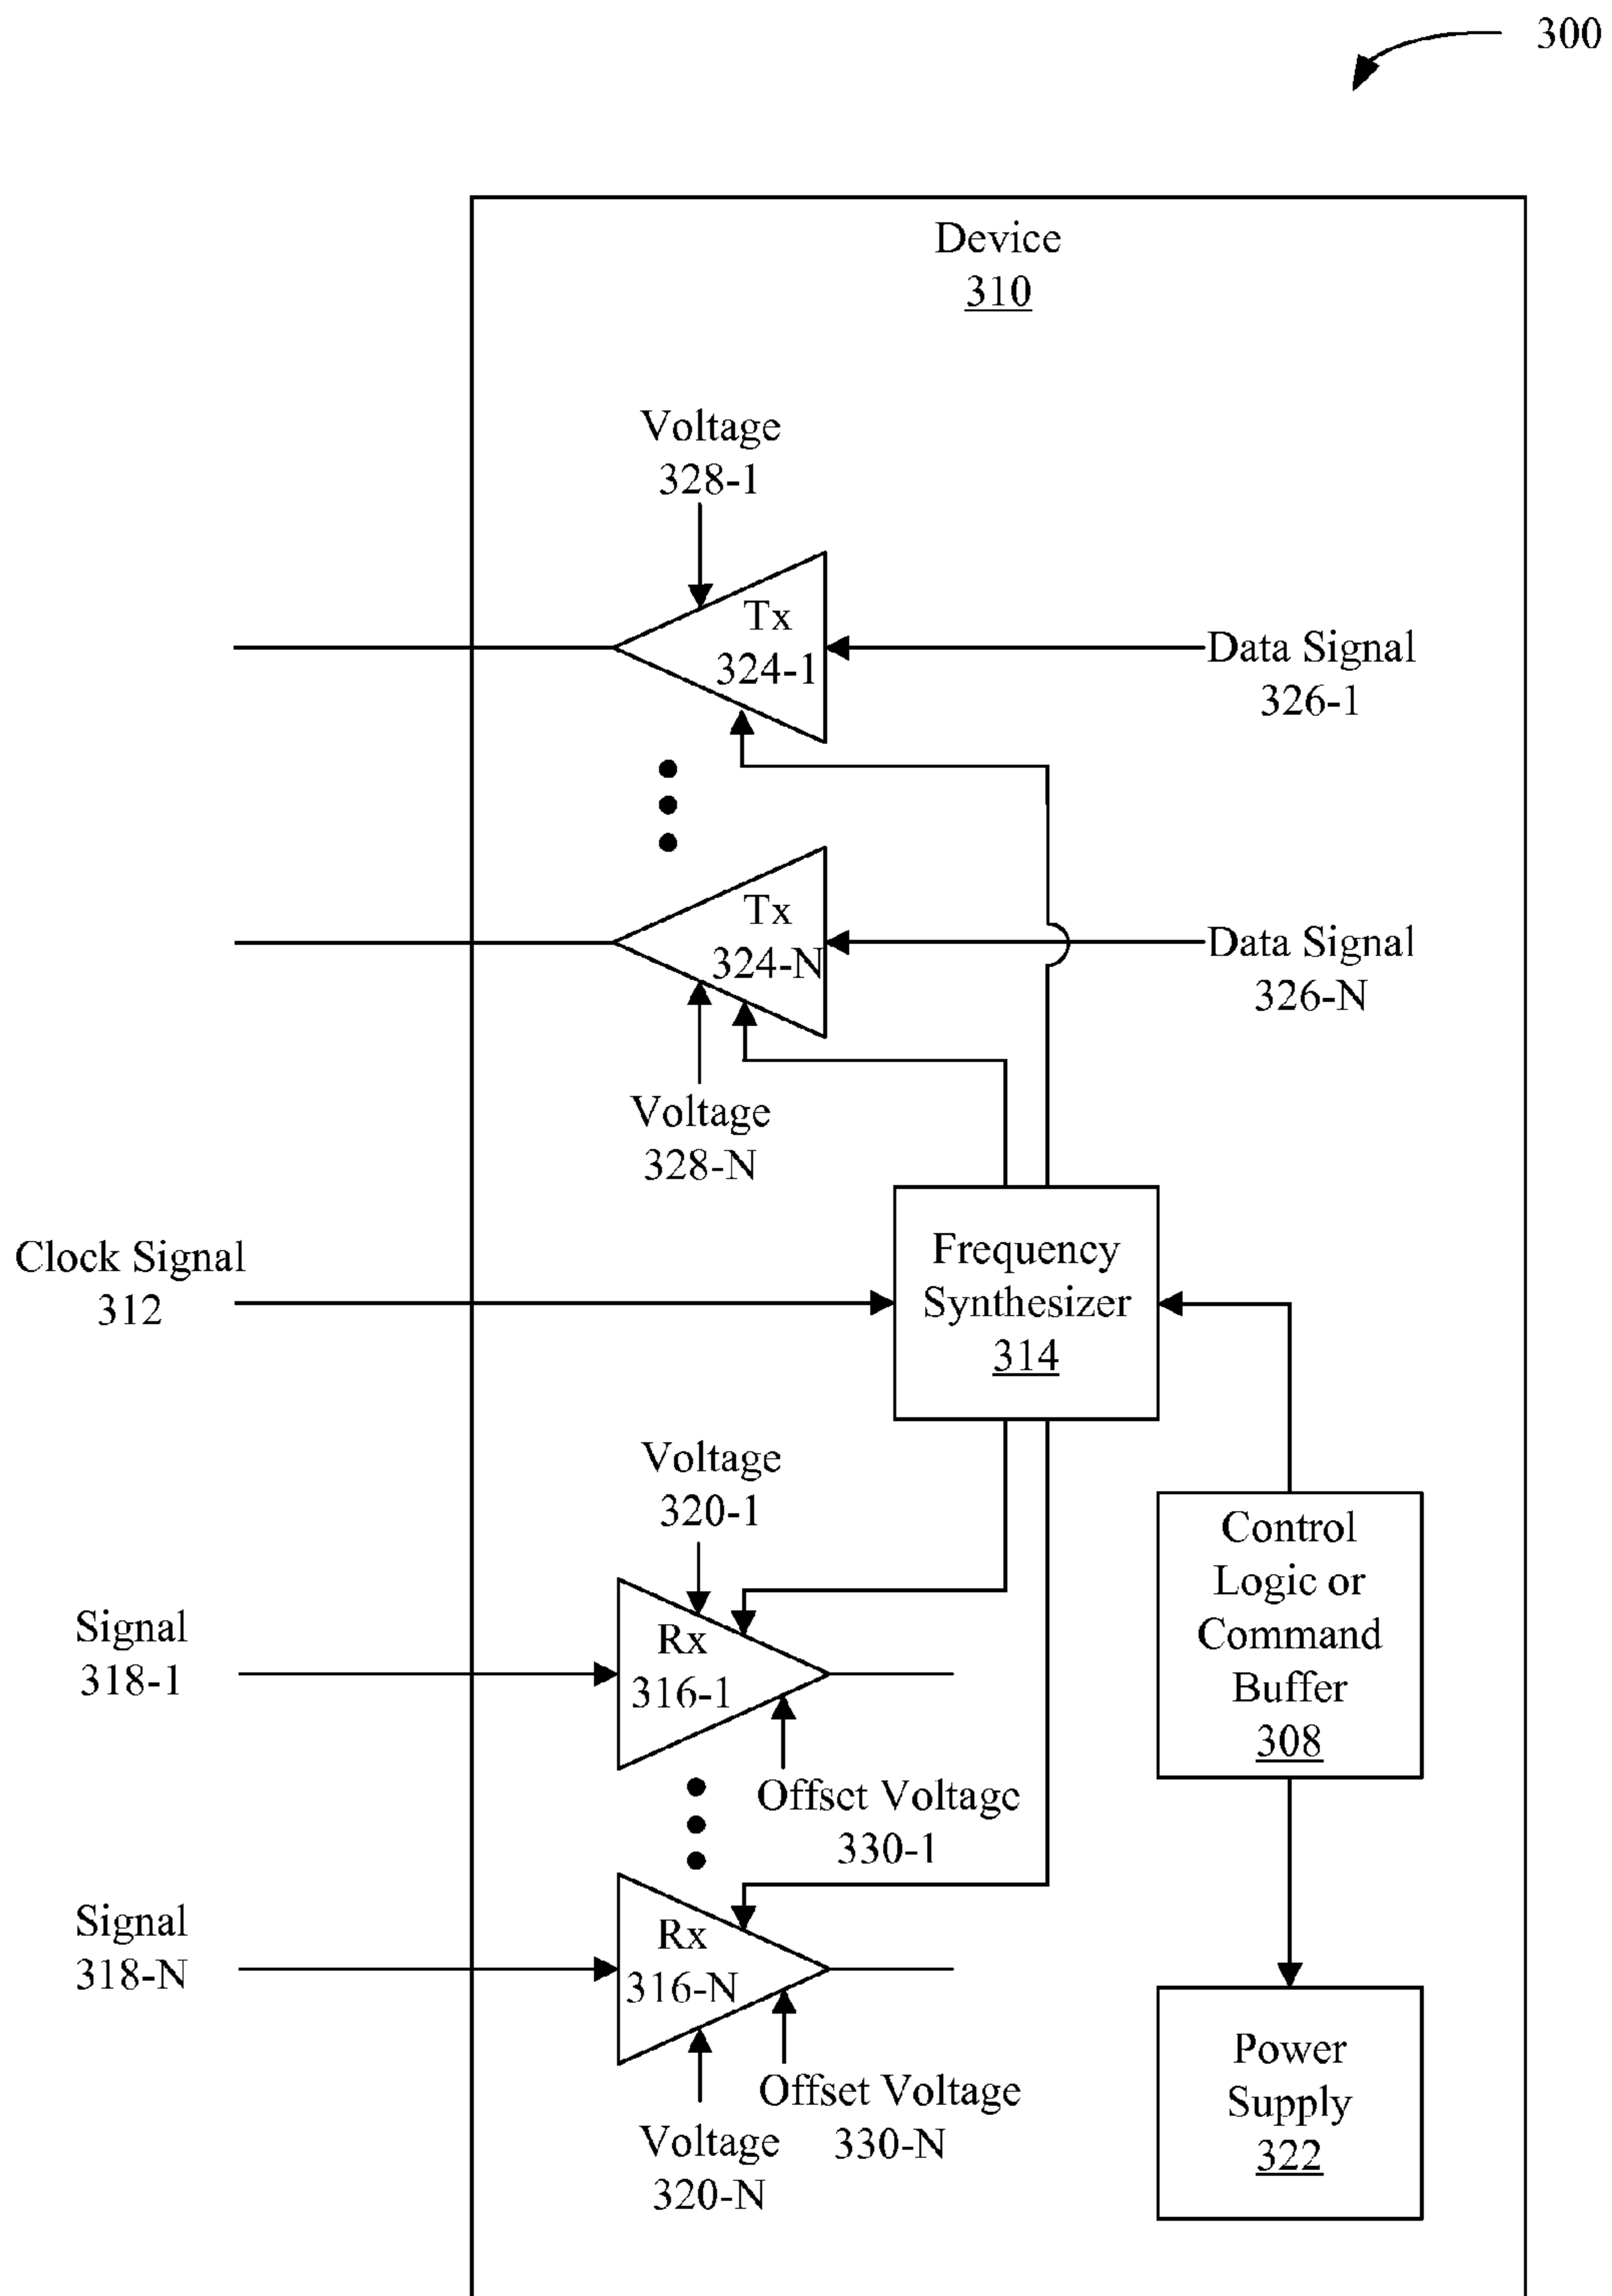 300
Device
310
Voltage
328-1
Tx
324-1
Data Signal
326-1
Tx
324-N
Data Signal
326-N
Voltage
328-N
Clock Signal
312
Frequency
Synthesizer
314
Voltage
320-1
Control
Logic or
Command
Buffer
308
Signal
318-1
Rx
316-1
Offset Voltage
330-1
Signal
318-N
Rx
316-N
Offset Voltage
330-N
Voltage
320-N
Power
Supply
322